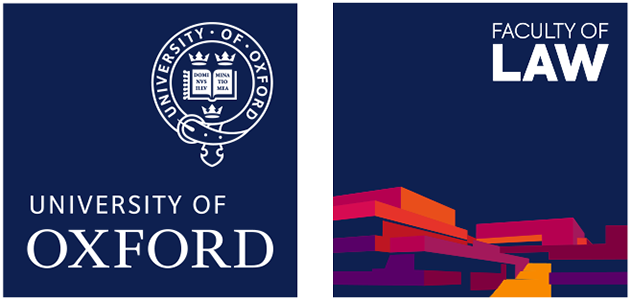 UNIVERSITY · OF · OXFORD
DOMI MINA
NVS TIO
ILLV MEA
UNIVERSITY OF
OXFORD
FACULTY OF
LAW